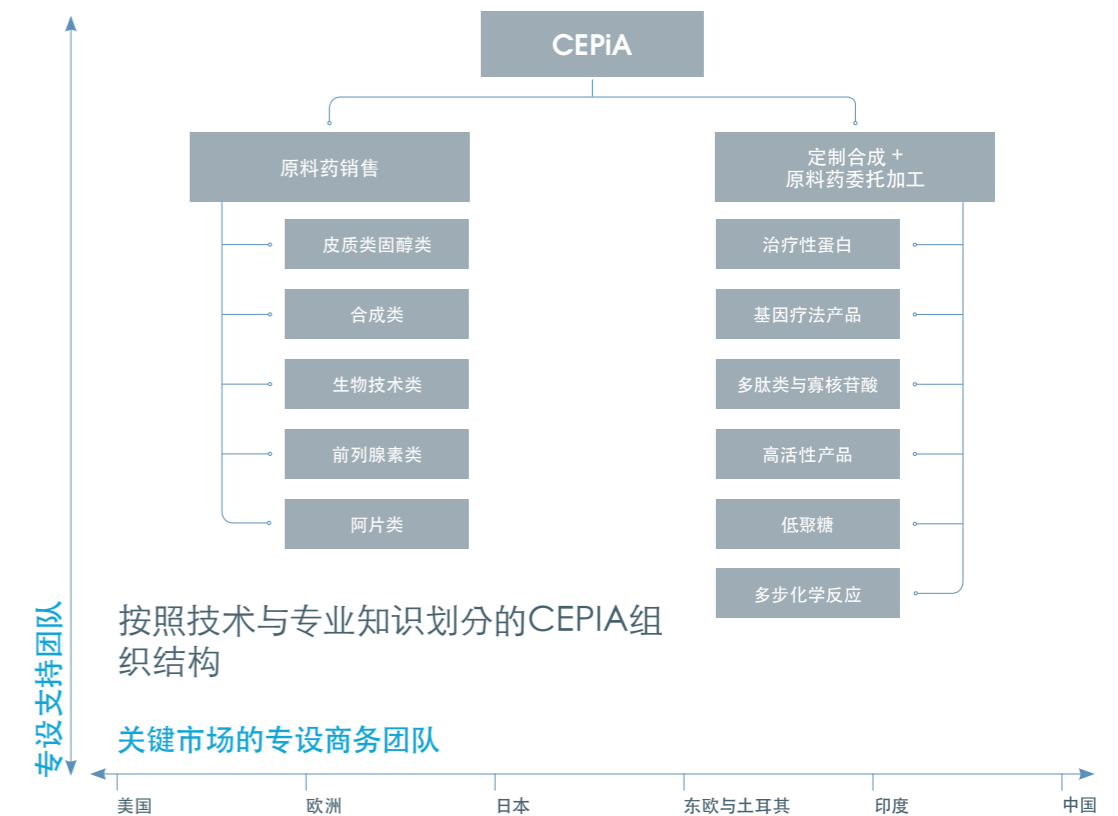 CEPiA
原料药销售
定制合成 +
原料药委托加工
皮质类固醇类
合成类
生物技术类
前列腺素类
阿片类
治疗性蛋白
基因疗法产品
多肽类与寡核苷酸
高活性产品
低聚糖
多步化学反应
按照技术与专业知识划分的CEPIA组
织结构
专设支持团队
关键市场的专设商务团队
美国
欧洲
日本
东欧与土耳其
印度
中国